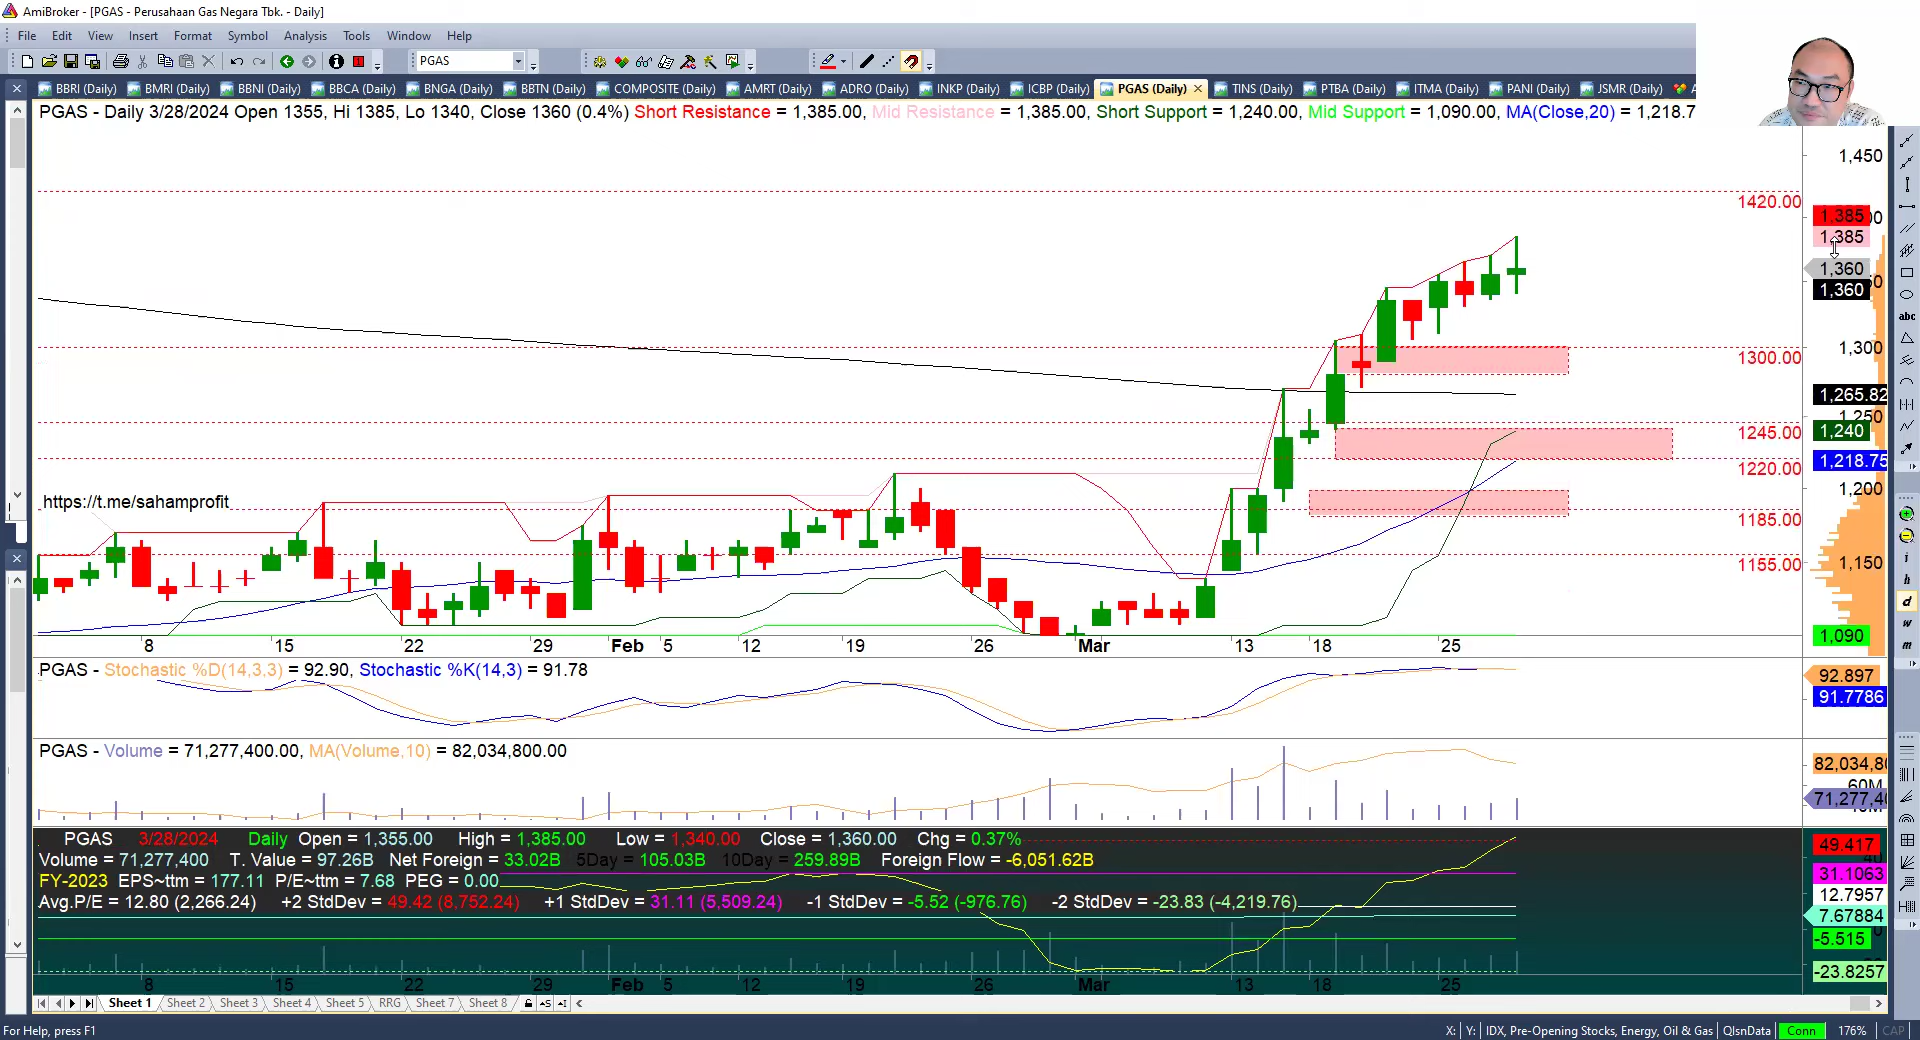 AmiBroker - [PGAS - Perusahaan Gas Negara Tbk. - Daily]
File Edit View Insert Format Symbol Analysis Tools Window Help
PGAS
BBRI (Daily) BMRI (Daily) BBNI (Daily) BBCA (Daily) BNGA (Daily) BBTN (Daily) COMPOSITE (Daily) AMRT (Daily) ADRO (Daily) INKP (Daily) ICBP (Daily) PGAS (Daily) TINS (Daily) PTBA (Daily) ITMA (Daily) PANI (Daily) JSMR (Daily)
PGAS - Daily 3/28/2024 Open 1355, Hi 1385, Lo 1340, Close 1360 (0.4%) Short Resistance = 1,385.00, Mid Resistance = 1,385.00, Short Support = 1,240.00, Mid Support = 1,090.00, MA(Close,20) = 1,218.7
1,450
1420.00
1,385
1,385
1,360
1,360
1300.00 1,300
1,265.82
1,250
1245.00 1,240
1220.00 1,218.75
1,200
https://t.me/sahamprofit
1185.00
1155.00 1,150
1,090
8 15 22 29 Feb 5 12 19 26 Mar 13 18 25
PGAS - Stochastic %D(14,3,3) = 92.90, Stochastic %K(14,3) = 91.78
92.897
91.7786
PGAS - Volume = 71,277,400.00, MA(Volume,10) = 82,034,800.00
82,034,80
60M
71,277,40
PGAS 3/28/2024 Daily Open = 1,355.00 High = 1,385.00 Low = 1,340.00 Close = 1,360.00 Chg = 0.37%
Volume = 71,277,400 T. Value = 97.26B Net Foreign = 33.02B 5Day = 105.03B 10Day = 259.89B Foreign Flow = -6,051.62B
FY-2023 EPS~ttm = 177.11 P/E~ttm = 7.68 PEG = 0.00
Avg.P/E = 12.80 (2,266.24) +2 StdDev = 49.42 (8,752.24) +1 StdDev = 31.11 (5,509.24) -1 StdDev = -5.52 (-976.76) -2 StdDev = -23.83 (-4,219.76)
49.417
31.1063
12.7957
7.67884
-5.515
-23.8257
8 15 22 29 Feb 5 12 19 26 Mar 13 18 25
Sheet 1 Sheet 2 Sheet 3 Sheet 4 Sheet 5 RRG Sheet 7 Sheet 8
For Help, press F1
X: Y: IDX, Pre-Opening Stocks, Energy, Oil & Gas QlsnData Conn 176% CAP
abc
i
h
d
w
m